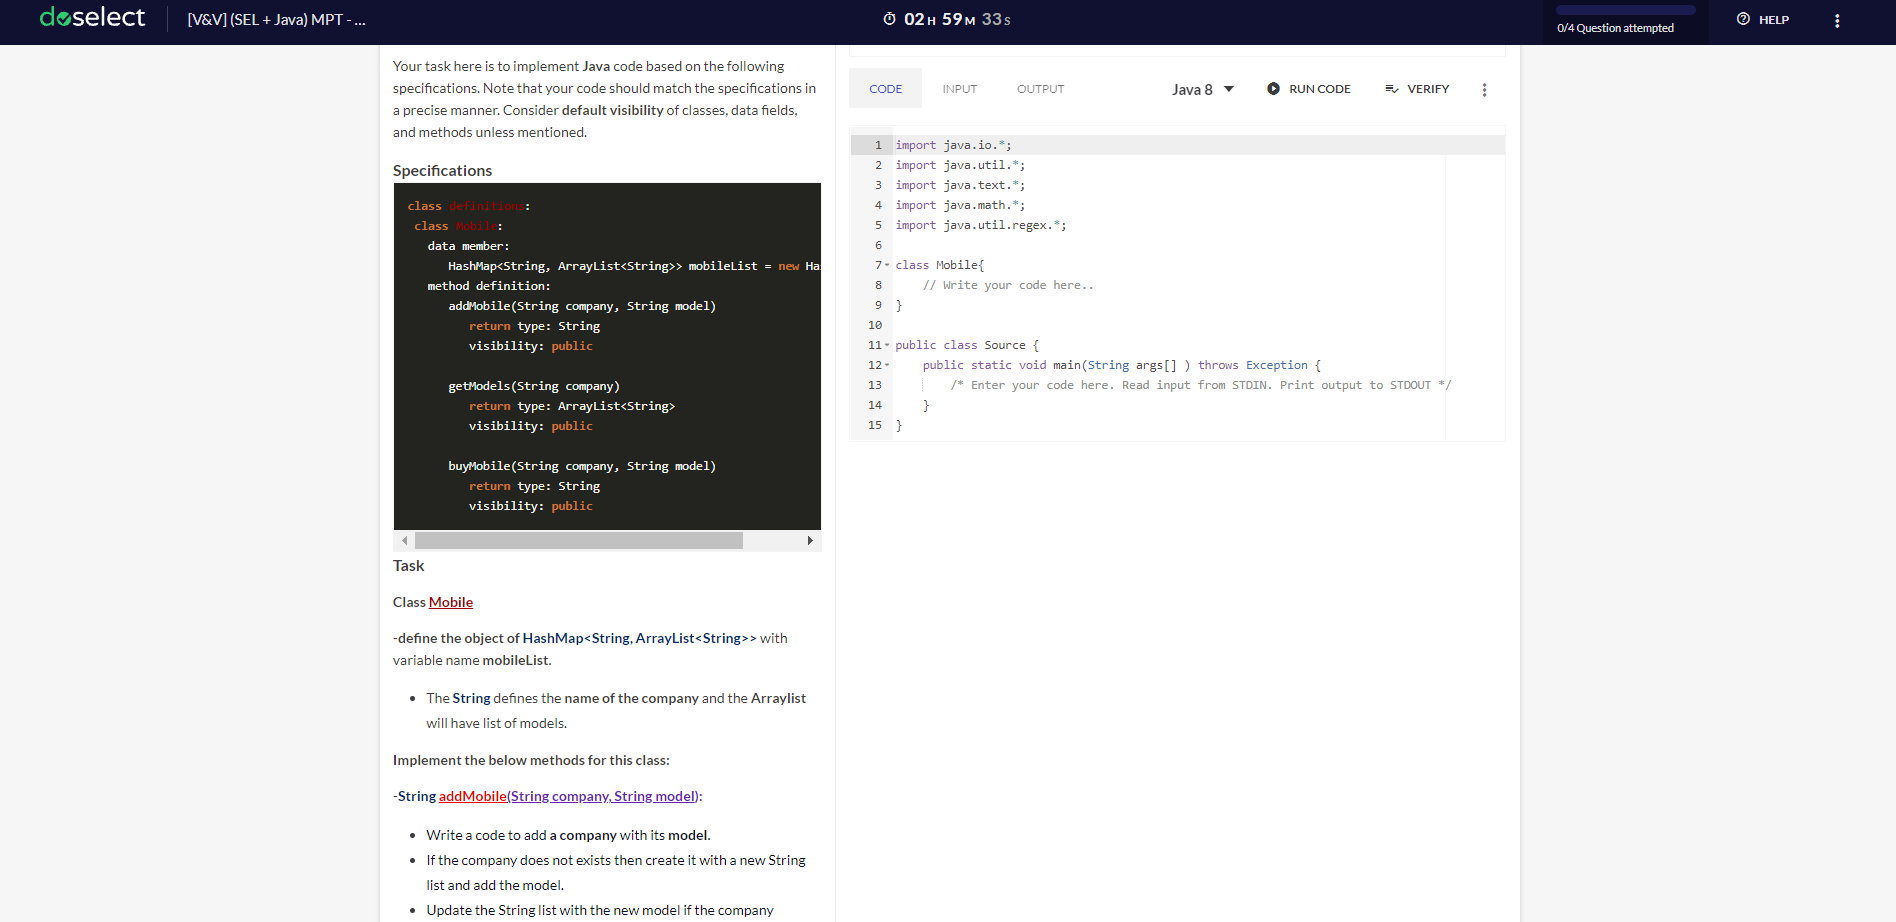 doselect
[V&V] (SEL + Java) MPT - ...
02 H 59 M 33 S
0/4 Question attempted
HELP
Your task here is to implement Java code based on the following
specifications. Note that your code should match the specifications in
a precise manner. Consider default visibility of classes, data fields,
and methods unless mentioned.
Specifications
class definitions:
class Mobile:
data member:
HashMap<String, ArrayList<String>> mobileList = new Ha
method definition:
addMobile(String company, String model)
return type: String
visibility: public
getModels(String company)
return type: ArrayList<String>
visibility: public
buyMobile(String company, String model)
return type: String
visibility: public
Task
Class Mobile
-define the object of HashMap<String, ArrayList<String>> with
variable name mobileList.
• The String defines the name of the company and the Arraylist
will have list of models.
Implement the below methods for this class:
-String addMobile(String company, String model):
• Write a code to add a company with its model.
• If the company does not exists then create it with a new String
list and add the model.
• Update the String list with the new model if the company
CODE INPUT OUTPUT Java 8 RUN CODE VERIFY
1 import java.io.*;
2 import java.util.*;
3 import java.text.*;
4 import java.math.*;
5 import java.util.regex.*;
6
7 class Mobile{
8 // Write your code here..
9 }
10
11 public class Source {
12 public static void main(String args[] ) throws Exception {
13 /* Enter your code here. Read input from STDIN. Print output to STDOUT */
14 }
15 }